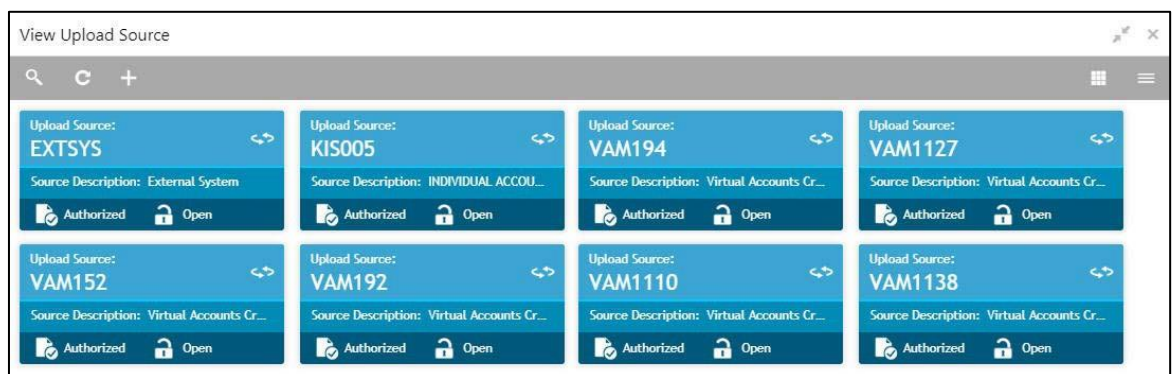 View Upload Source
Upload Source:
EXTSYS
Source Description: External System
Authorized Open
Upload Source:
KIS005
Source Description: INDIVIDUAL ACCOU...
Authorized Open
Upload Source:
VAM194
Source Description: Virtual Accounts Cr...
Authorized Open
Upload Source:
VAM1127
Source Description: Virtual Accounts Cr...
Authorized Open
Upload Source:
VAM152
Source Description: Virtual Accounts Cr...
Authorized Open
Upload Source:
VAM192
Source Description: Virtual Accounts Cr...
Authorized Open
Upload Source:
VAM1110
Source Description: Virtual Accounts Cr...
Authorized Open
Upload Source:
VAM1138
Source Description: Virtual Accounts Cr...
Authorized Open